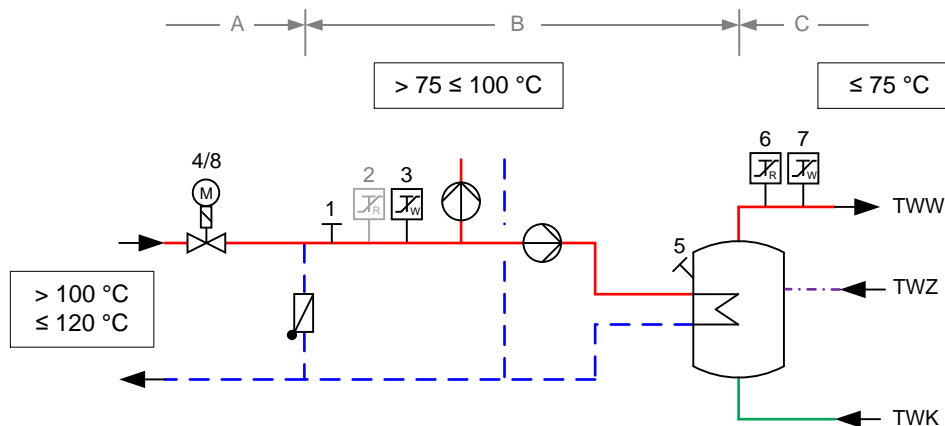 A B C
> 75 ≤ 100 °C
≤ 75 °C
4/8
M
1
2
R
3
W
6
R
7
W
TWW
5
> 100 °C
≤ 120 °C
TWZ
TWK